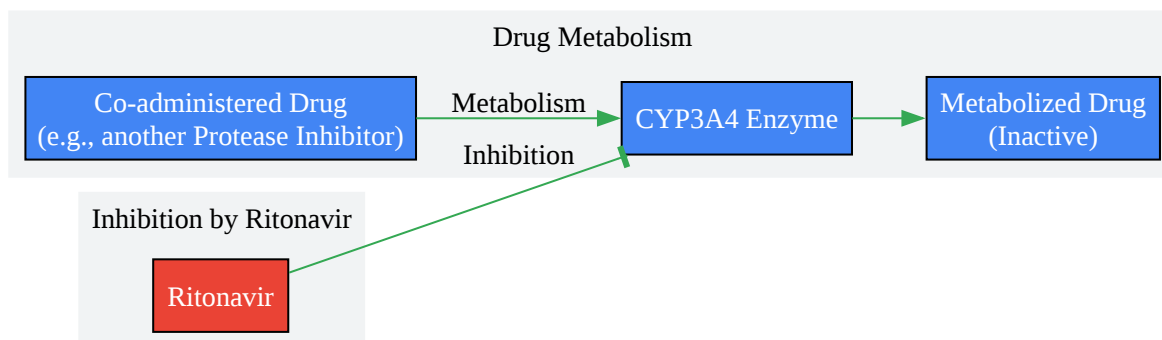 Drug Metabolism
Co-administered Drug
(e.g., another Protease Inhibitor)
Metabolism
CYP3A4 Enzyme
Metabolized Drug
(Inactive)
Inhibition
Inhibition by Ritonavir
Ritonavir